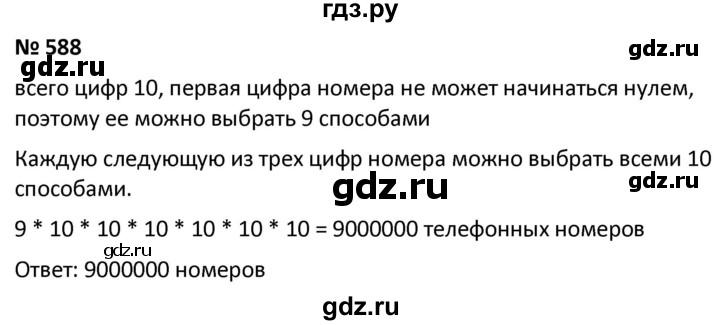 гдз.ру
№ 588
gdz.ru
gdz.ru
всего цифр 10, первая цифра номера не может начинаться нулем,
поэтому ее можно выбрать 9 способами
Каждую следующую из трех цифр номера можно выбрать всеми 10
способами.
gdz.ru
gdz.ru
9 * 10 * 10 * 10 * 10 * 10 * 10 = 9000000 телефонных номеров
gdz.ru
Ответ: 9000000 номеров
gdz.ru